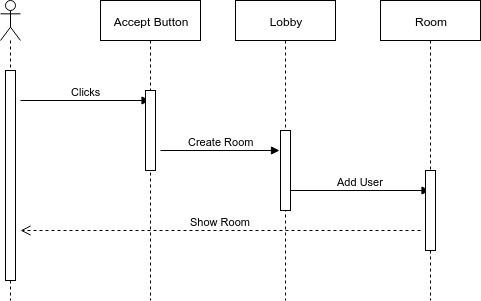 Accept Button
Lobby
Room
Clicks
Create Room
Add User
Show Room